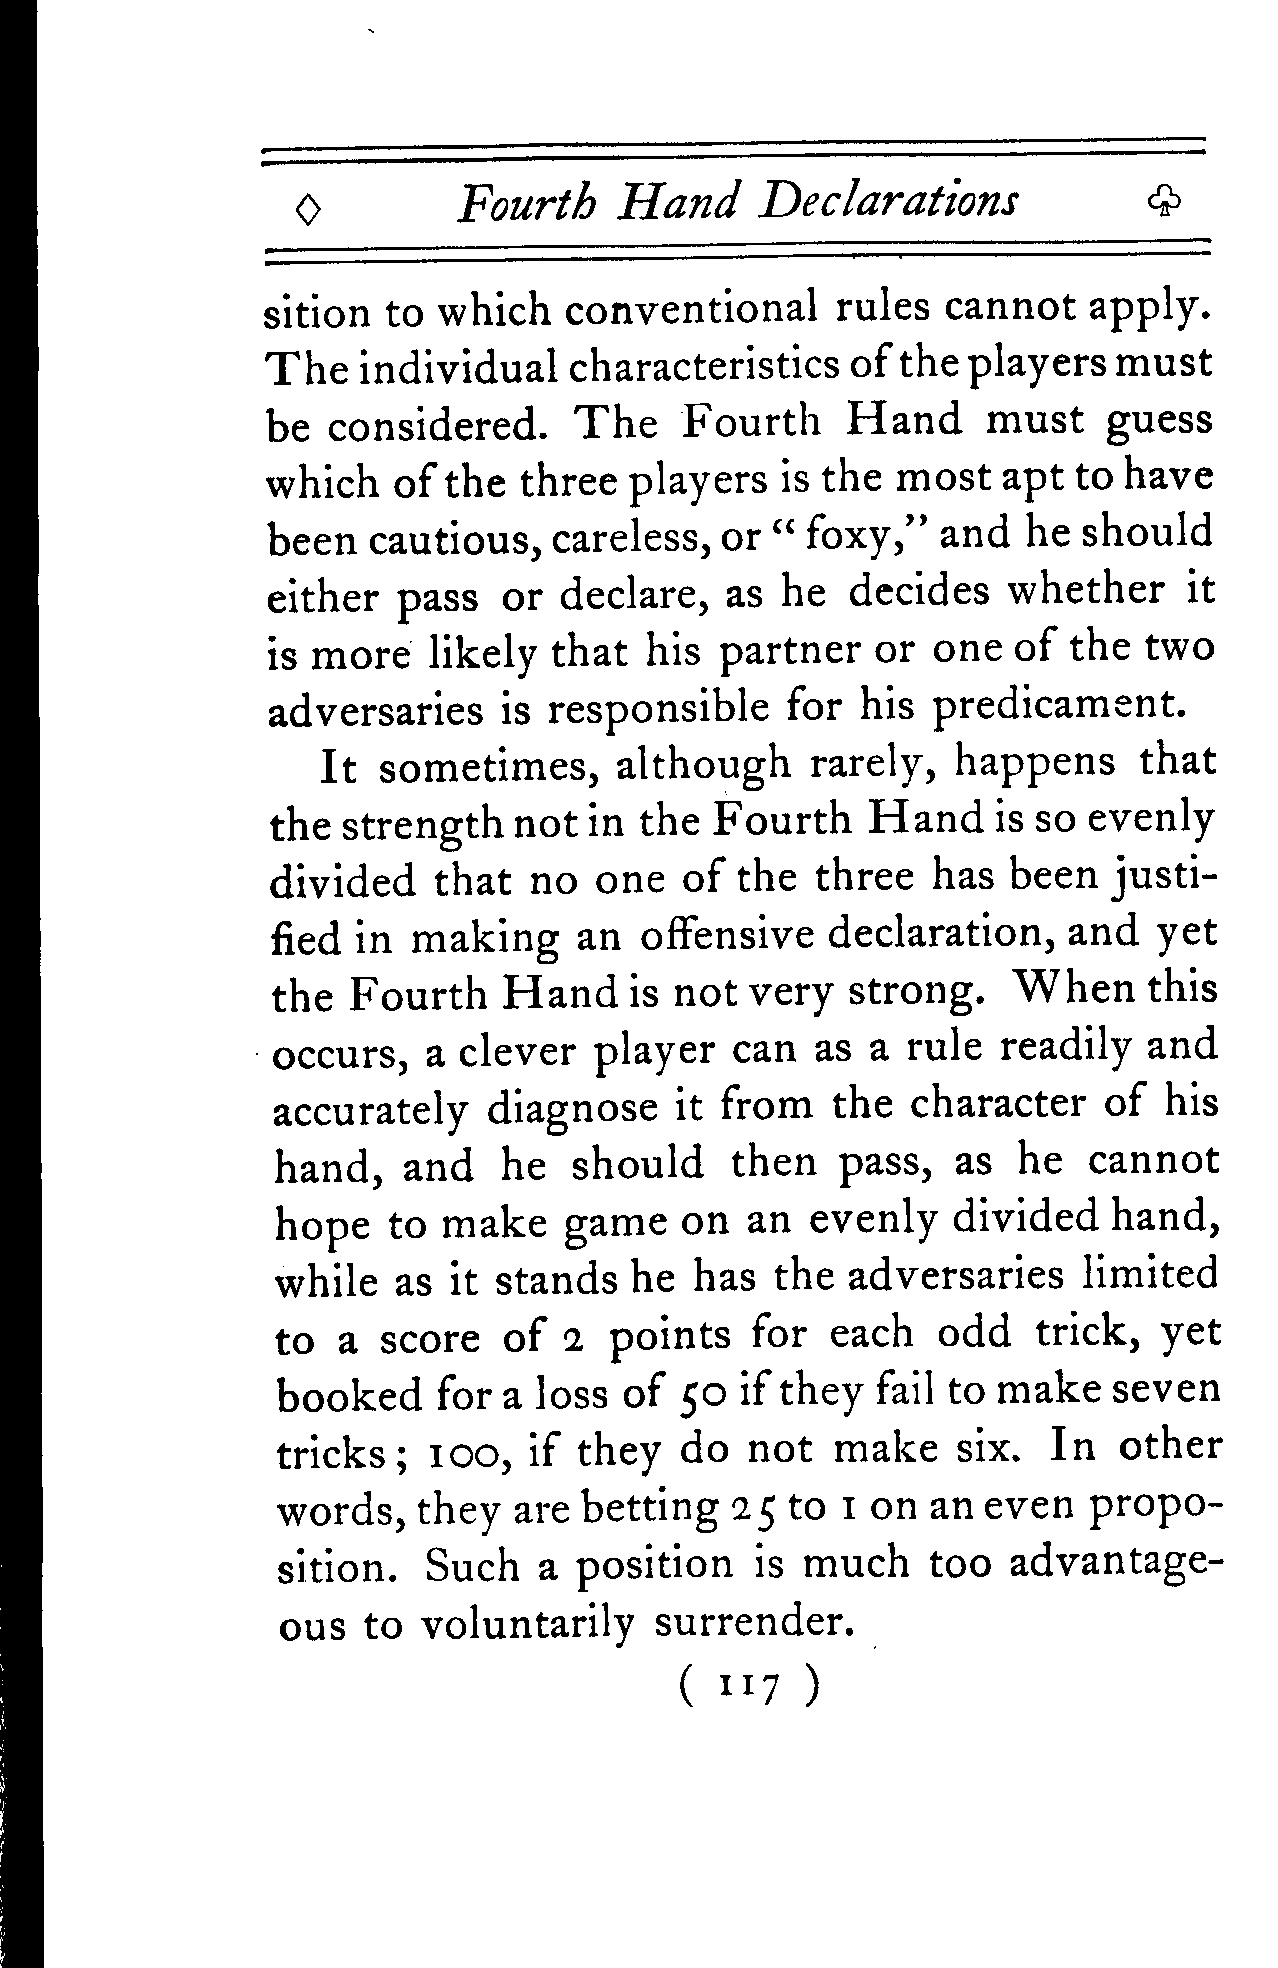 ◊ Fourth Hand Declarations ♧
sition to which conventional rules cannot apply.
The individual characteristics of the players must
be considered. The Fourth Hand must guess
which of the three players is the most apt to have
been cautious, careless, or “ foxy,” and he should
either pass or declare, as he decides whether it
is more likely that his partner or one of the two
adversaries is responsible for his predicament.
It sometimes, although rarely, happens that
the strength not in the Fourth Hand is so evenly
divided that no one of the three has been justi-
fied in making an offensive declaration, and yet
the Fourth Hand is not very strong. When this
occurs, a clever player can as a rule readily and
accurately diagnose it from the character of his
hand, and he should then pass, as he cannot
hope to make game on an evenly divided hand,
while as it stands he has the adversaries limited
to a score of 2 points for each odd trick, yet
booked for a loss of 50 if they fail to make seven
tricks ; 100, if they do not make six. In other
words, they are betting 25 to 1 on an even propo-
sition. Such a position is much too advantage-
ous to voluntarily surrender.
( 117 )